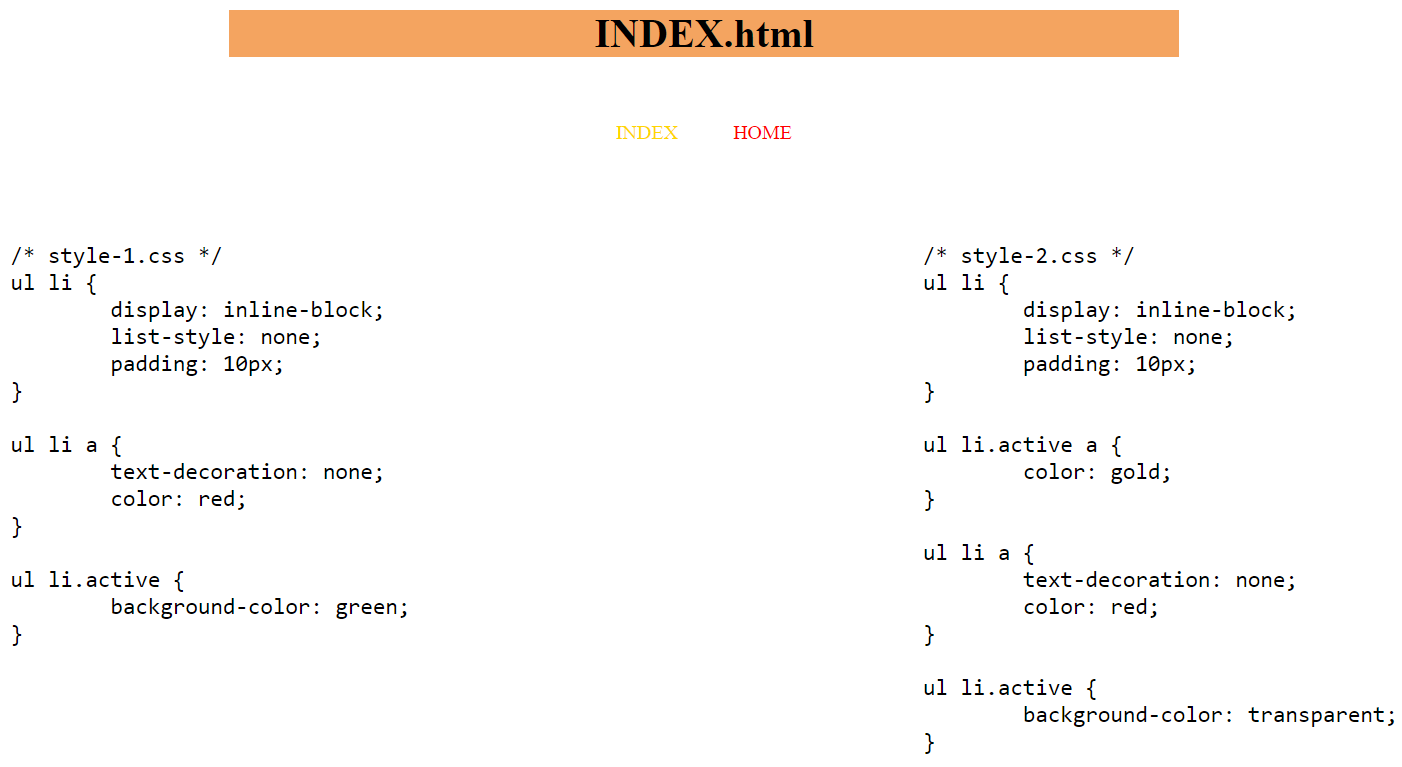 INDEX.html
INDEX HOME
/* style-1.css */
ul li {
display: inline-block;
list-style: none;
padding: 10px;
}
ul li a {
text-decoration: none;
color: red;
}
ul li.active {
background-color: green;
}
/* style-2.css */
ul li {
display: inline-block;
list-style: none;
padding: 10px;
}
ul li.active a {
color: gold;
}
ul li a {
text-decoration: none;
color: red;
}
ul li.active {
background-color: transparent;
}